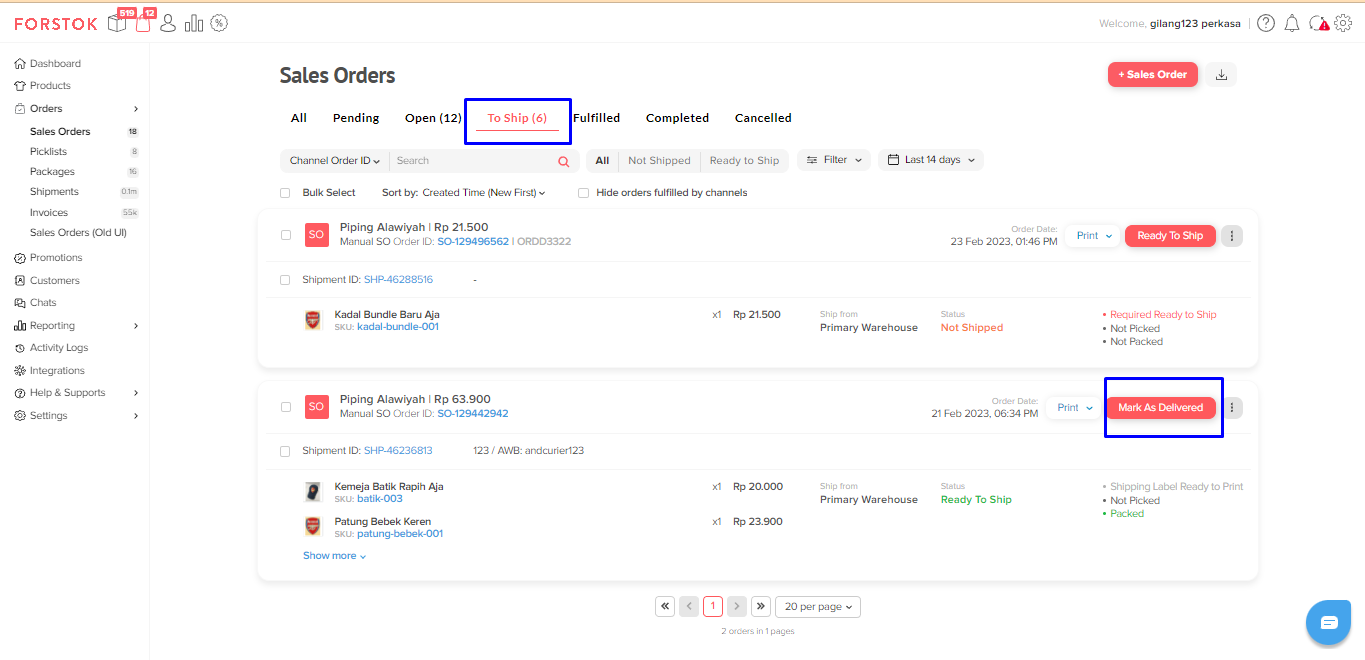 FORSTOK 519 12 %
Welcome, gilang123 perkasa
Dashboard
Products
Orders
Sales Orders 18
Picklists 8
Packages 16
Shipments 0.1m
Invoices 55k
Sales Orders (Old UI)
Promotions
Customers
Chats
Reporting
Activity Logs
Integrations
Help & Supports
Settings
Sales Orders
+ Sales Order
All Pending Open (12) To Ship (6) Fulfilled Completed Cancelled
Channel Order ID Search All Not Shipped Ready to Ship Filter Last 14 days
Bulk Select Sort by: Created Time (New First) Hide orders fulfilled by channels
SO
Piping Alawiyah | Rp 21.500
Manual SO Order ID: SO-129496562 | ORDD3322
Order Date:
23 Feb 2023, 01:46 PM
Print
Ready To Ship
Shipment ID: SHP-46288516 -
Kadal Bundle Baru Aja
SKU: kadal-bundle-001
x1 Rp 21.500
Ship from
Primary Warehouse
Status
Not Shipped
• Required Ready to Ship
• Not Picked
• Not Packed
SO
Piping Alawiyah | Rp 63.900
Manual SO Order ID: SO-129442942
Order Date:
21 Feb 2023, 06:34 PM
Print
Mark As Delivered
Shipment ID: SHP-46236813 123 / AWB: andcurier123
Kemeja Batik Rapih Aja
SKU: batik-003
x1 Rp 20.000
Ship from
Primary Warehouse
Status
Ready To Ship
• Shipping Label Ready to Print
• Not Picked
• Packed
Patung Bebek Keren
SKU: patung-bebek-001
x1 Rp 23.900
Show more
« ‹ 1 › » 20 per page
2 orders in 1 pages